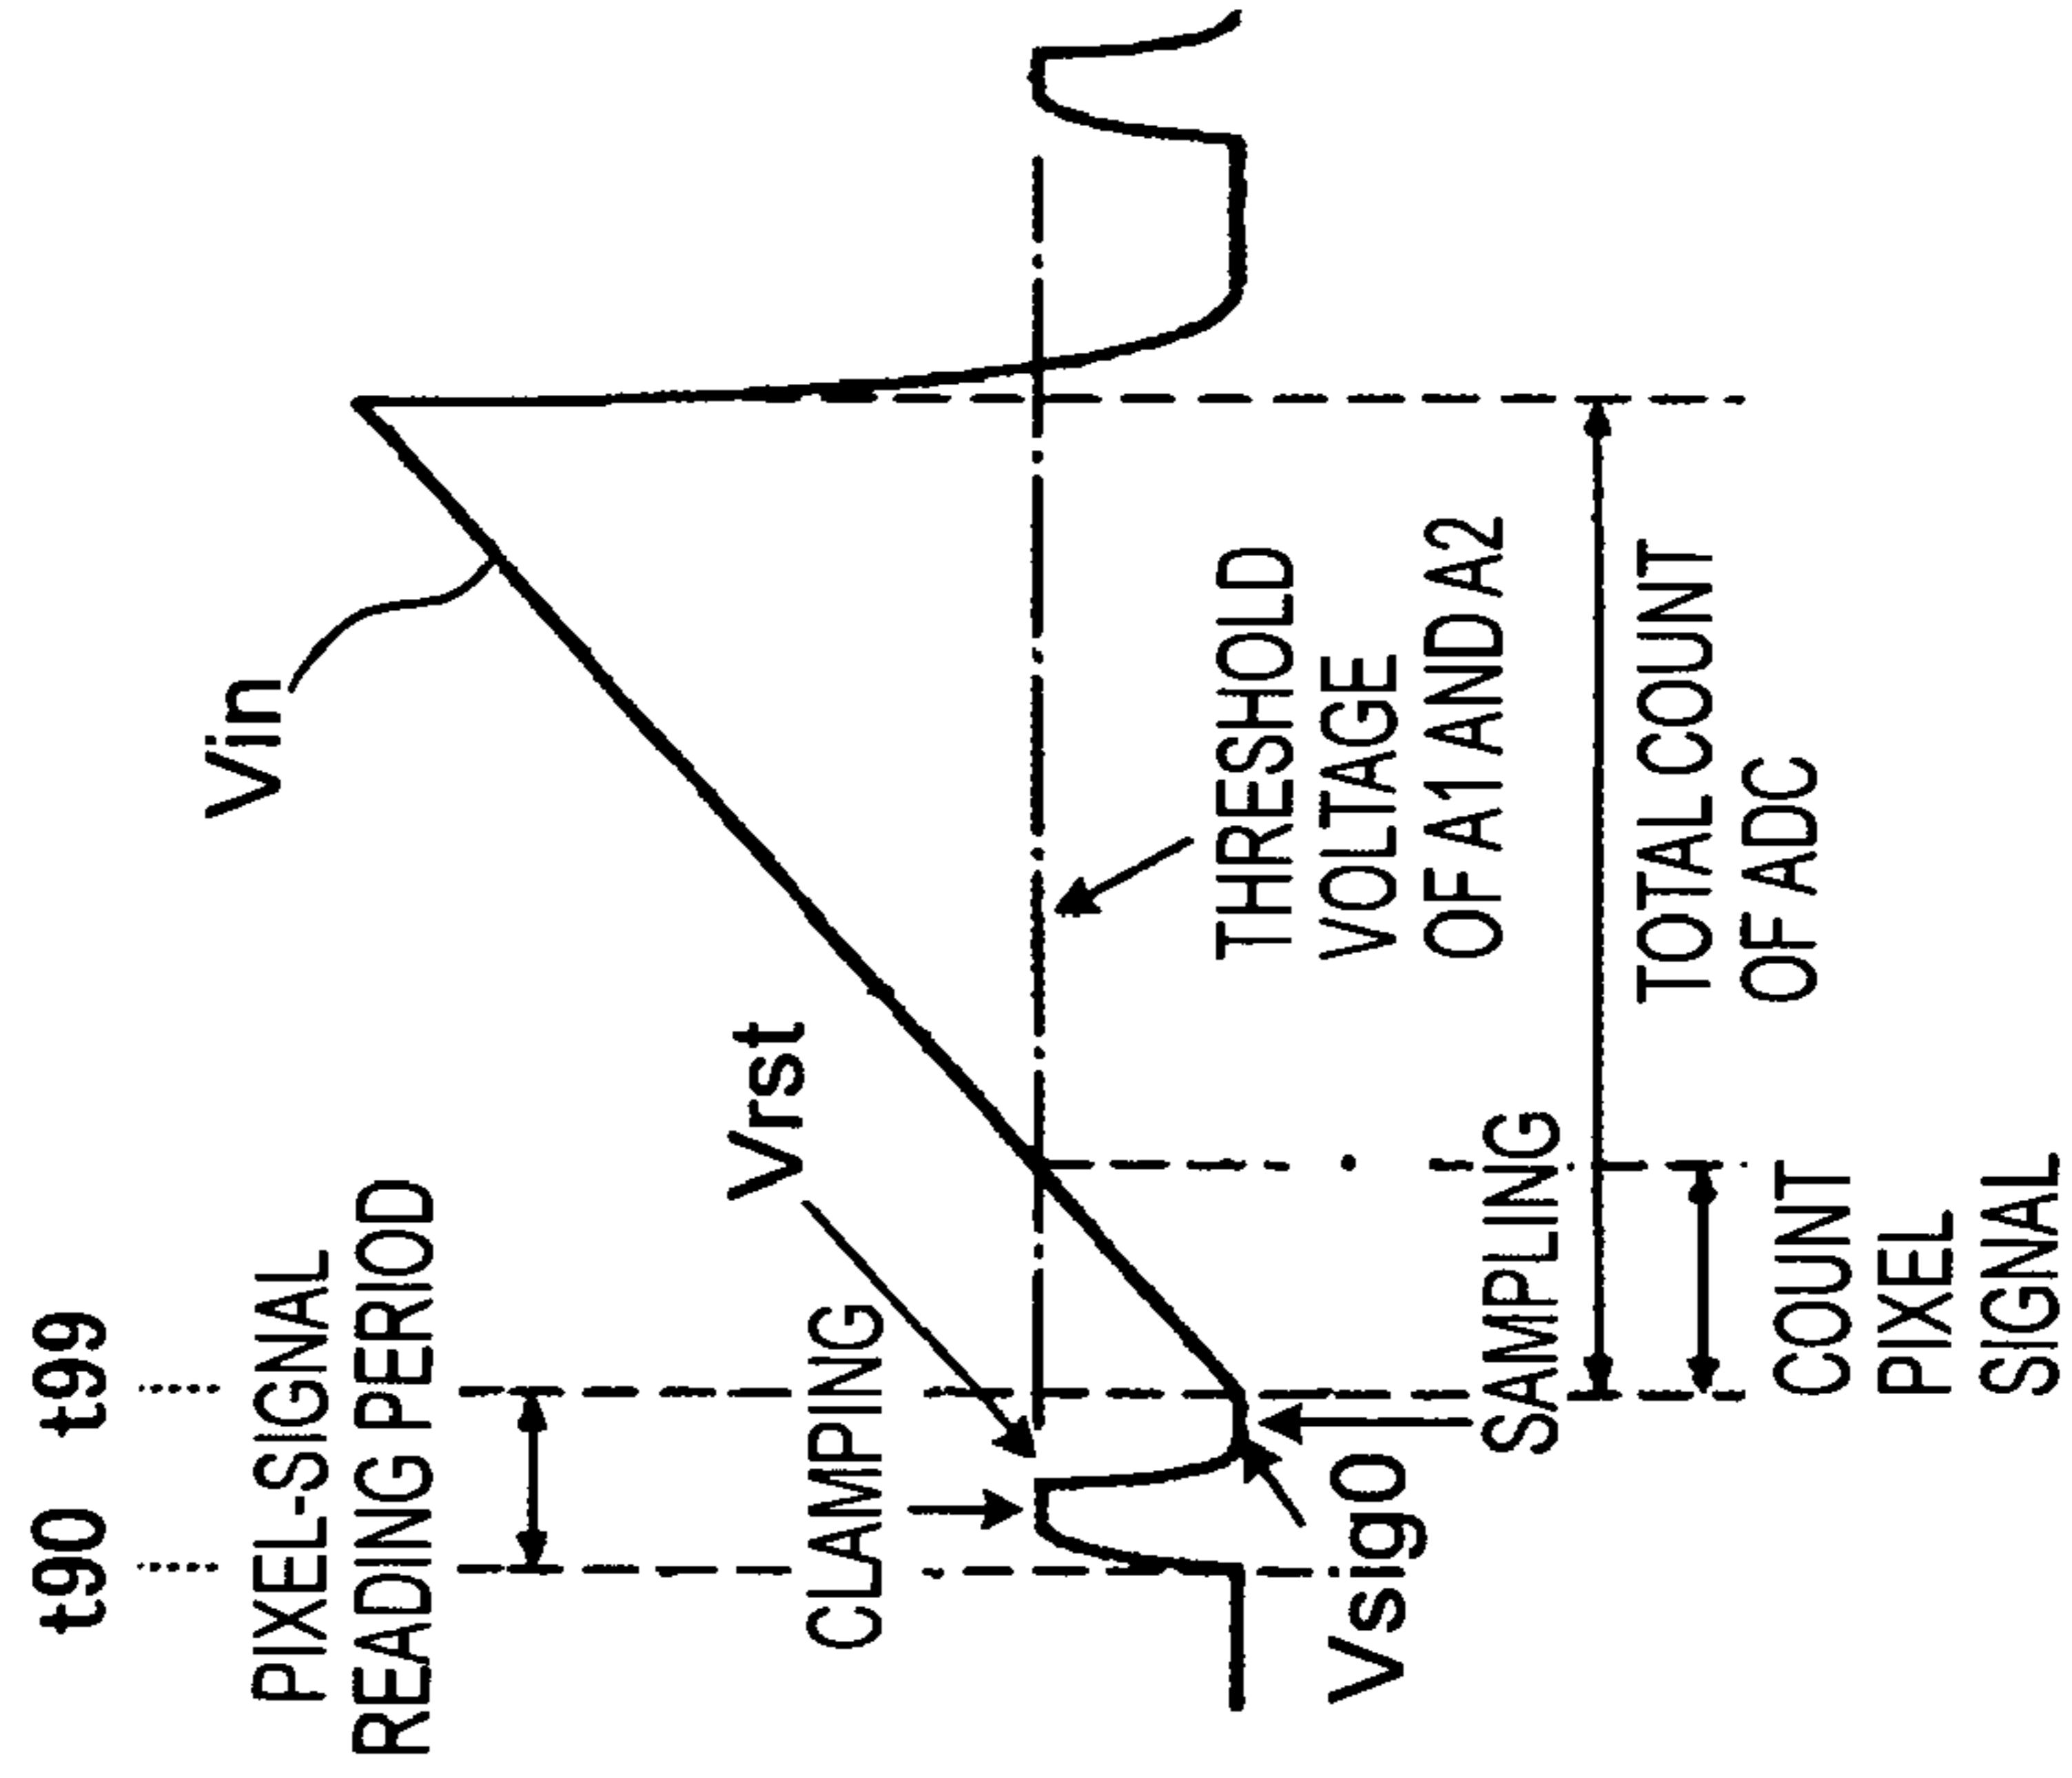 t90 t99
PIXEL-SIGNAL
READING PERIOD
Vin
Vrst
CLAMPING
THRESHOLD
VOLTAGE
OF A1 AND A2
Vsig0
SAMPLING
TOTAL COUNT
OF ADC
COUNT
PIXEL
SIGNAL